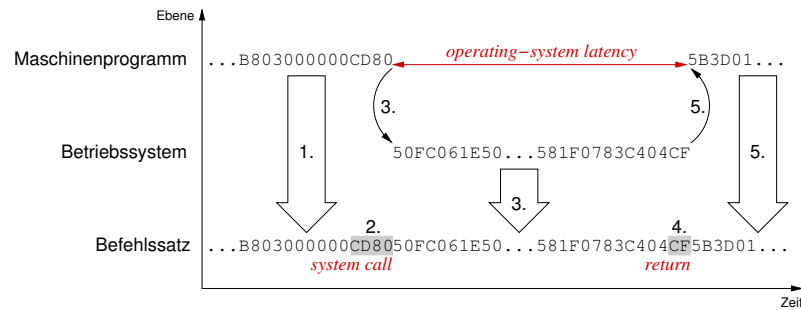 Ebene
Maschinenprogramm ...B803000000CD80 operating−system latency 5B3D01...
3. 5.
Betriebssystem 1. 50FC061E50...581F0783C404CF 5.
3.
2. 4.
Befehlssatz ...B803000000CD8050FC061E50...581F0783C404CF5B3D01...
system call return
Zeit